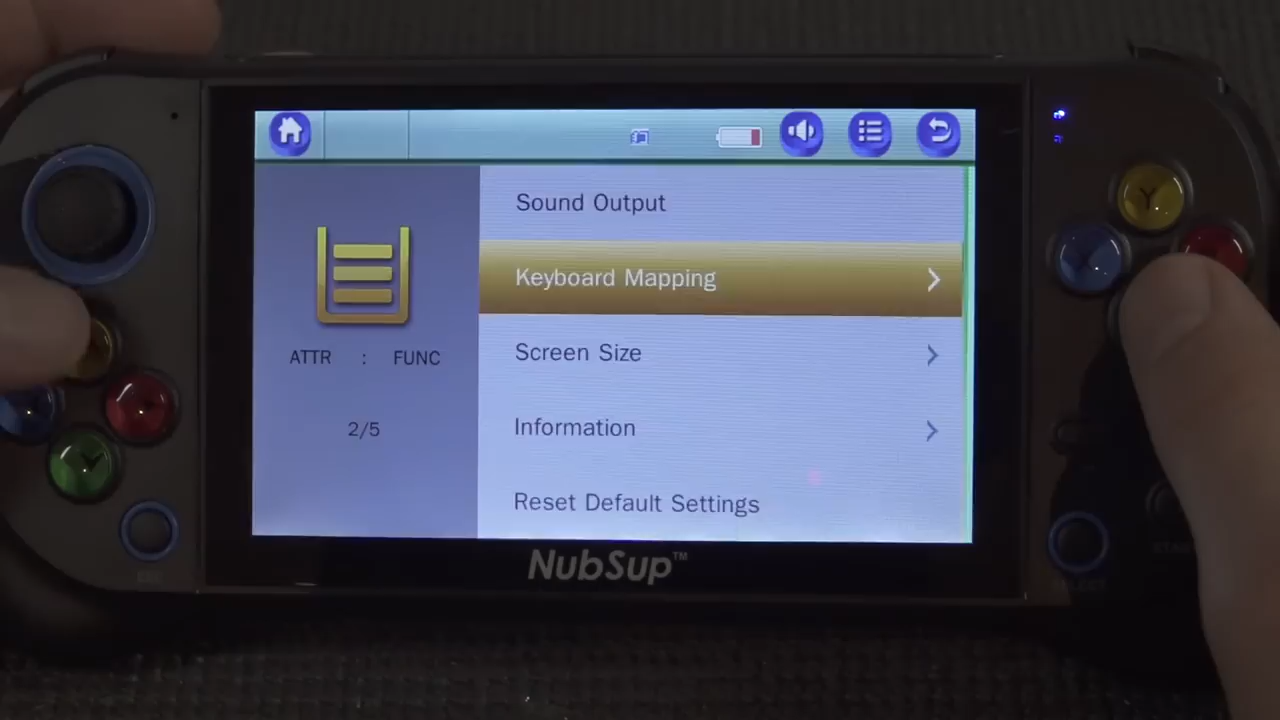 Sound Output
Keyboard Mapping
Screen Size
ATTR : FUNC
Information
2/5
Reset Default Settings
NubSup™
Y